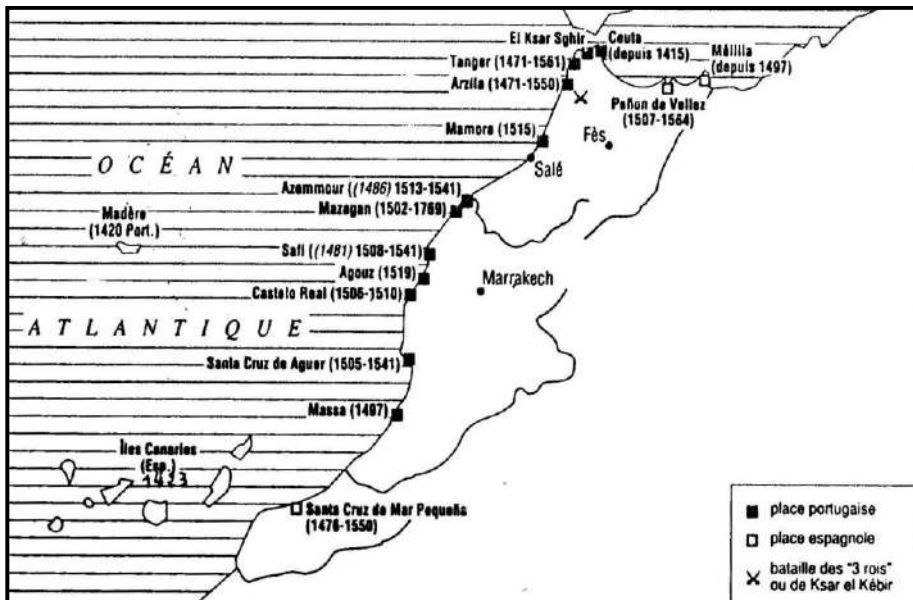 El Ksar Sghir
Ceuta
(depuis 1415)
Mélilla
(depuis 1497)
Tanger (1471-1561)
Arzila (1471-1550)
Peñon de Vellez
(1507-1564)
Mamora (1515)
Fès
Salé
OCÉAN
Azemmour ((1486) 1513-1541)
Mazagan (1502-1769)
Madère
(1420 Port.)
Safi ((1481) 1508-1541)
Agouz (1519)
Marrakech
Castelo Real (1506-1510)
ATLANTIQUE
Santa Cruz de Aguer (1505-1541)
Massa (1497)
Îles Canaries
(Esp.)
1423
Santa Cruz de Mar Pequeña
(1476-1550)
place portugaise
place espagnole
bataille des "3 rois"
ou de Ksar el Kébir